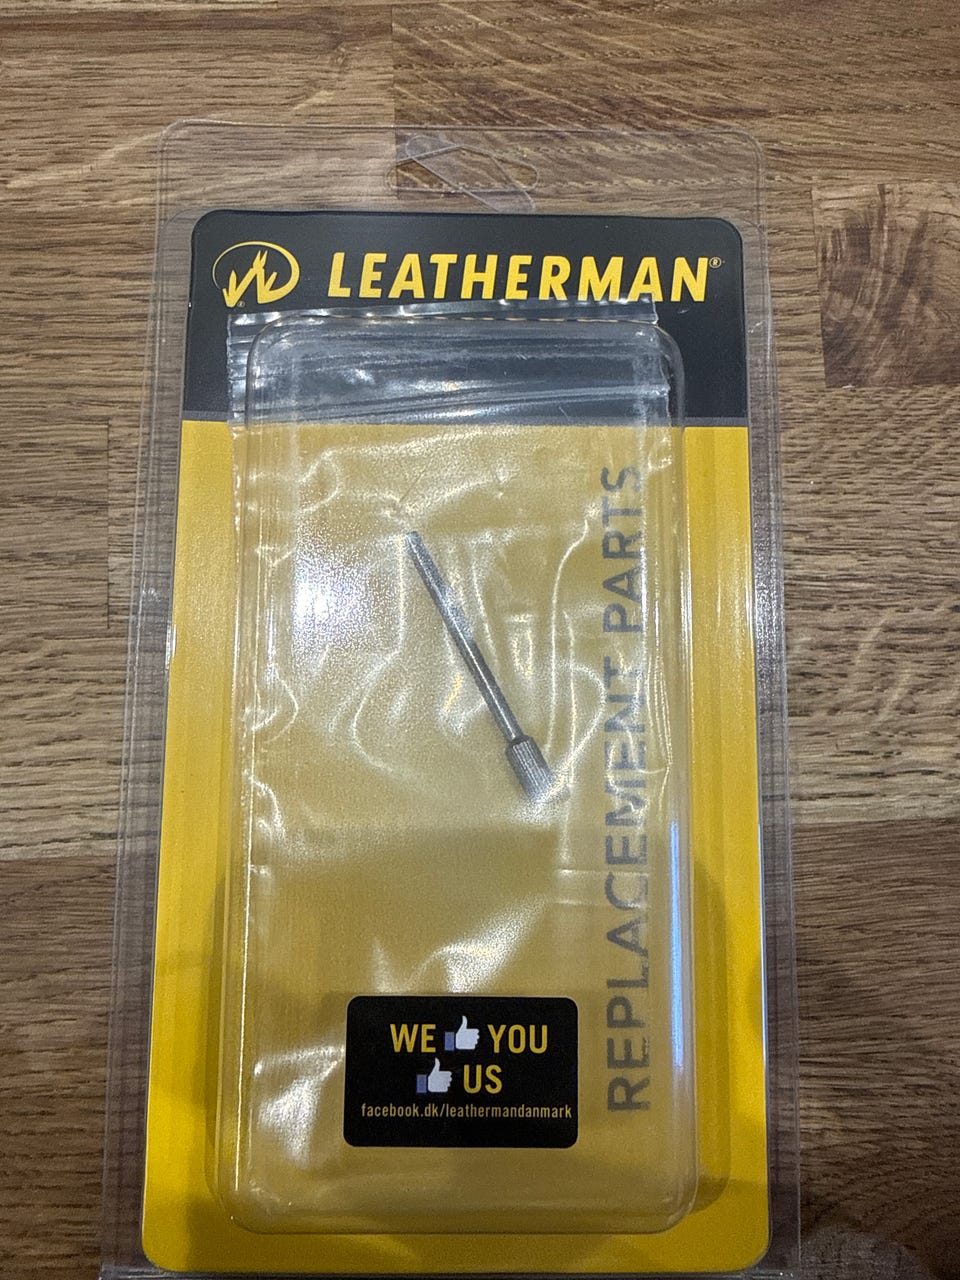 LEATHERMAN®
REPLACEMENT PARTS
WE YOU
US
facebook.dk/leathermandanmark